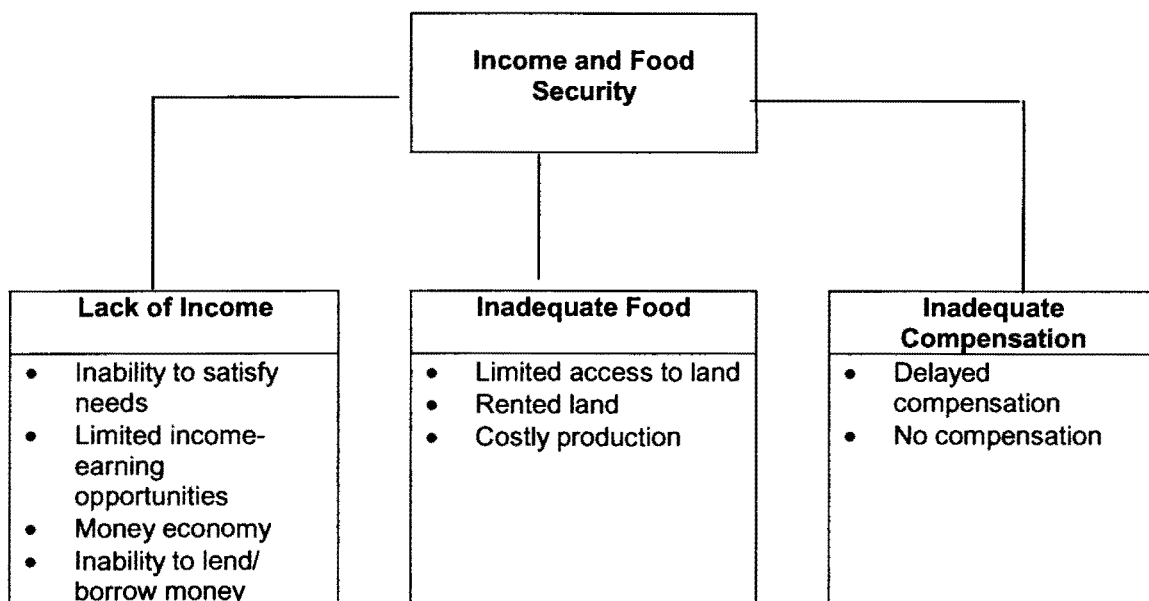 Income and Food
Security
Lack of Income
• Inability to satisfy
needs
• Limited income-
earning
opportunities
• Money economy
• Inability to lend/
borrow money
Inadequate Food
• Limited access to land
• Rented land
• Costly production
Inadequate
Compensation
• Delayed
compensation
• No compensation